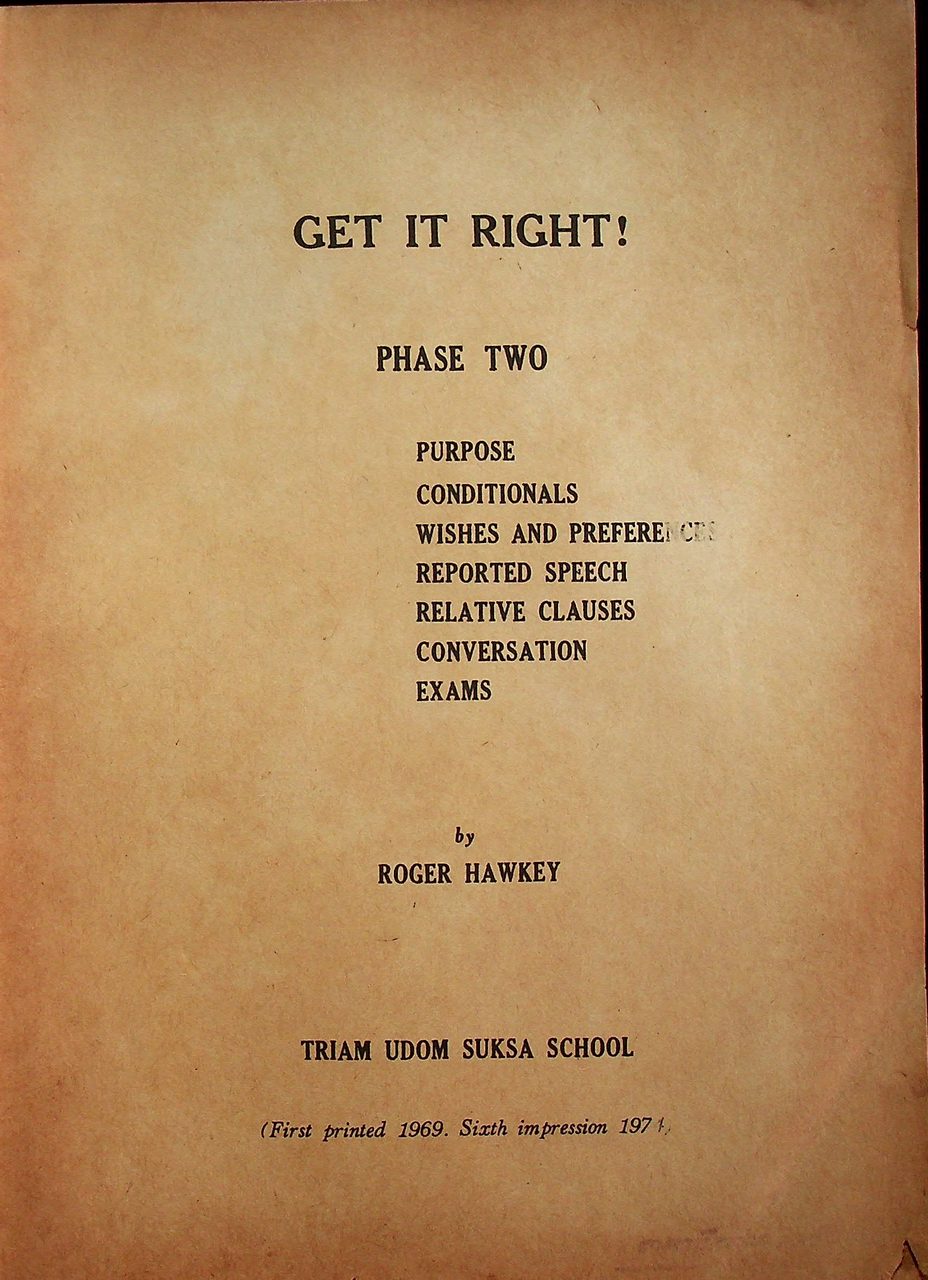 GET IT RIGHT!
PHASE TWO
PURPOSE
CONDITIONALS
WISHES AND PREFERENCES
REPORTED SPEECH
RELATIVE CLAUSES
CONVERSATION
EXAMS
by
ROGER HAWKEY
TRIAM UDOM SUKSA SCHOOL
(First printed 1969. Sixth impression